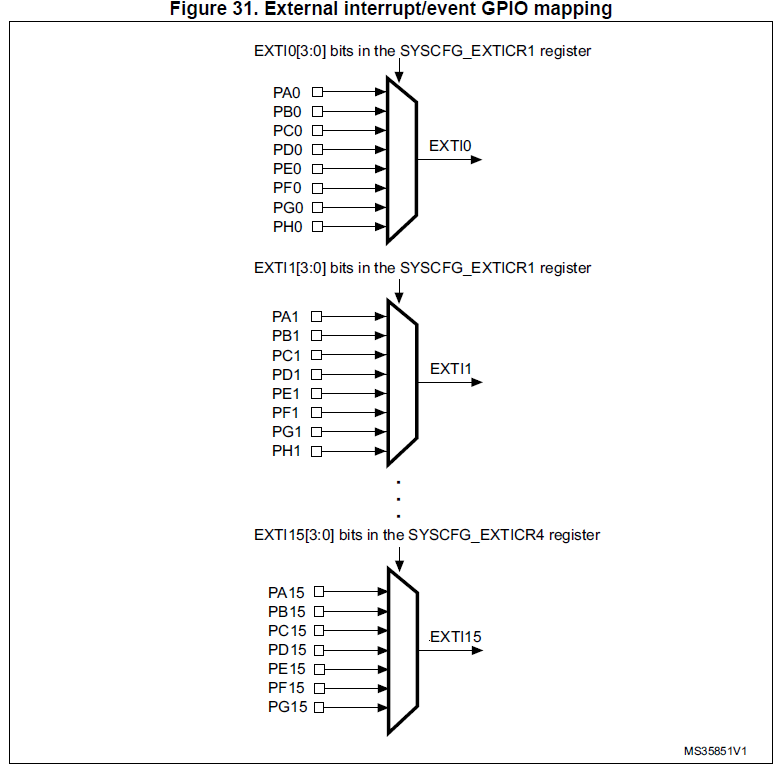 Figure 31. External interrupt/event GPIO mapping
EXTI0[3:0] bits in the SYSCFG_EXTICR1 register
PA0
PB0
PC0
PD0
PE0
PF0
PG0
PH0
EXTI0
EXTI1[3:0] bits in the SYSCFG_EXTICR1 register
PA1
PB1
PC1
PD1
PE1
PF1
PG1
PH1
EXTI1
EXTI15[3:0] bits in the SYSCFG_EXTICR4 register
PA15
PB15
PC15
PD15
PE15
PF15
PG15
EXTI15
MS35851V1